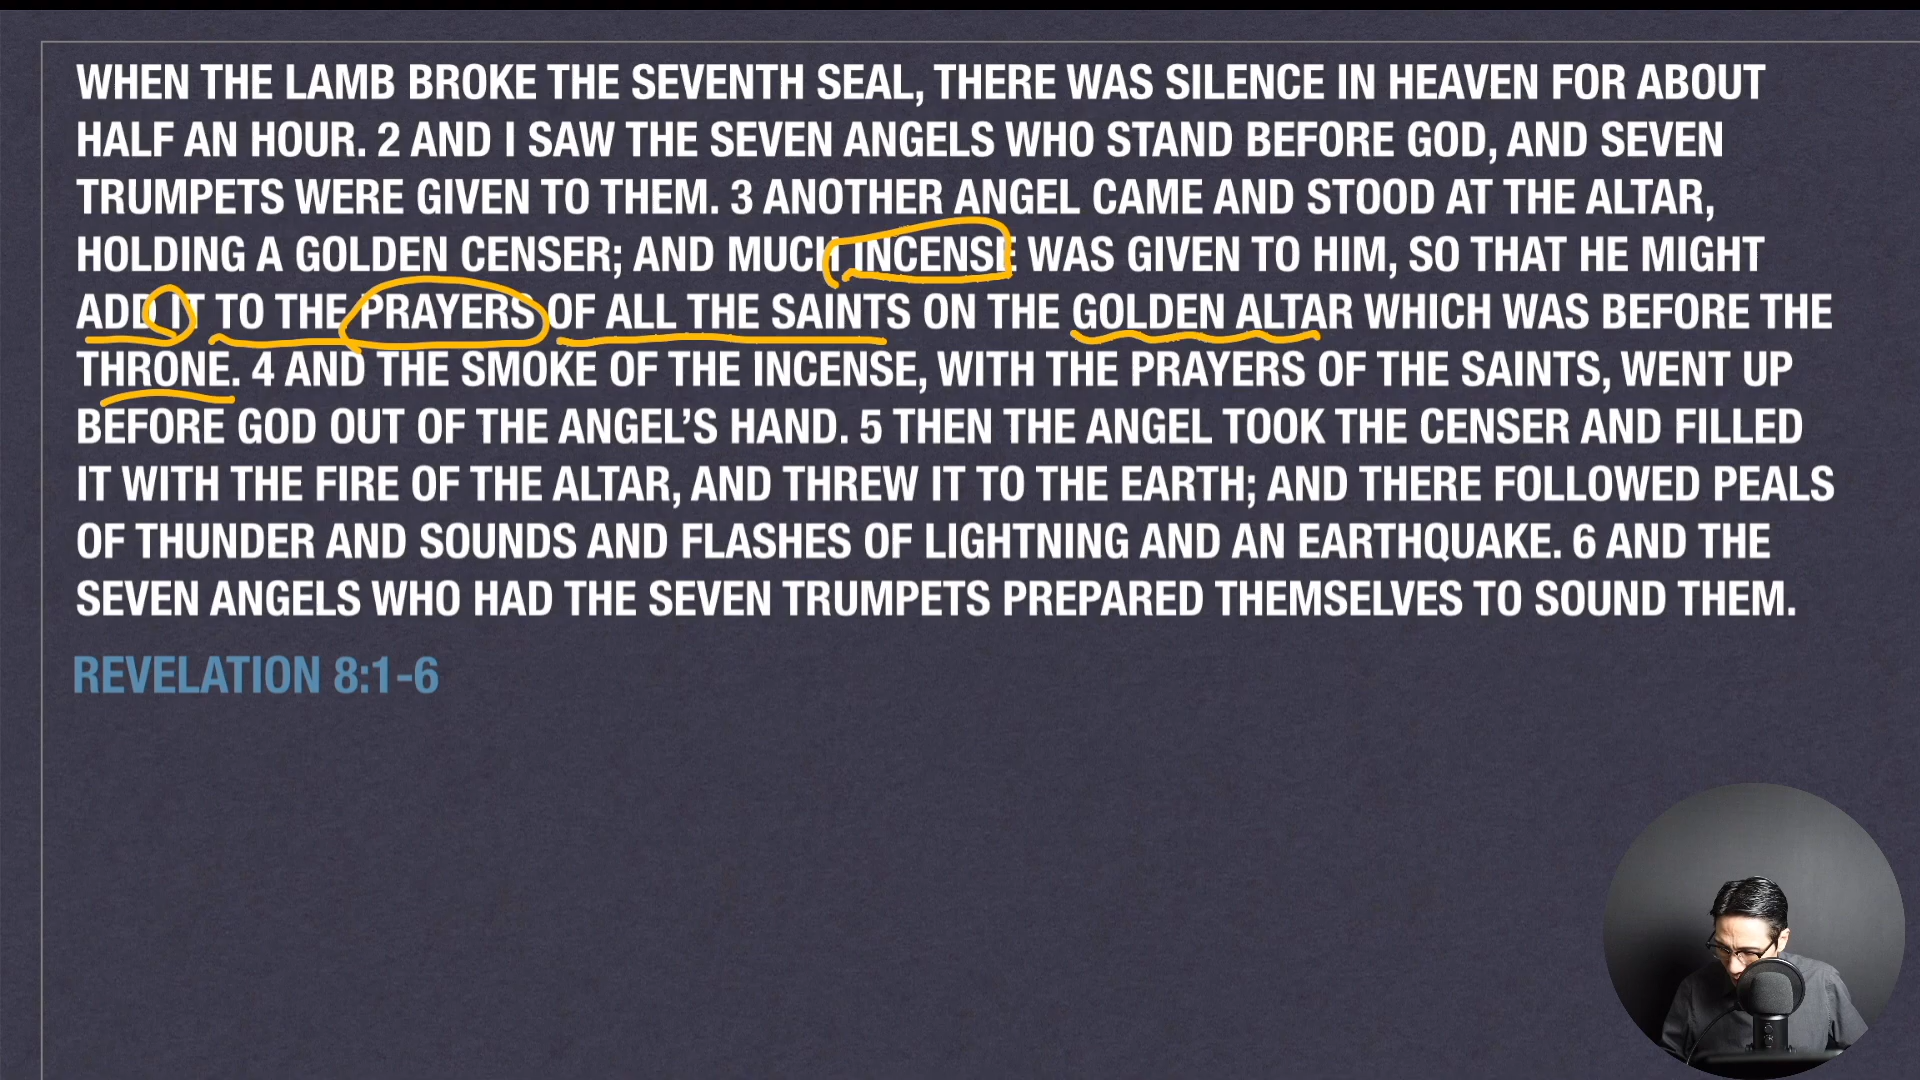 WHEN THE LAMB BROKE THE SEVENTH SEAL, THERE WAS SILENCE IN HEAVEN FOR ABOUT
HALF AN HOUR. 2 AND I SAW THE SEVEN ANGELS WHO STAND BEFORE GOD, AND SEVEN
TRUMPETS WERE GIVEN TO THEM. 3 ANOTHER ANGEL CAME AND STOOD AT THE ALTAR,
HOLDING A GOLDEN CENSER; AND MUCH INCENSE WAS GIVEN TO HIM, SO THAT HE MIGHT
ADD IT TO THE PRAYERS OF ALL THE SAINTS ON THE GOLDEN ALTAR WHICH WAS BEFORE THE
THRONE. 4 AND THE SMOKE OF THE INCENSE, WITH THE PRAYERS OF THE SAINTS, WENT UP
BEFORE GOD OUT OF THE ANGEL’S HAND. 5 THEN THE ANGEL TOOK THE CENSER AND FILLED
IT WITH THE FIRE OF THE ALTAR, AND THREW IT TO THE EARTH; AND THERE FOLLOWED PEALS
OF THUNDER AND SOUNDS AND FLASHES OF LIGHTNING AND AN EARTHQUAKE. 6 AND THE
SEVEN ANGELS WHO HAD THE SEVEN TRUMPETS PREPARED THEMSELVES TO SOUND THEM.
REVELATION 8:1-6